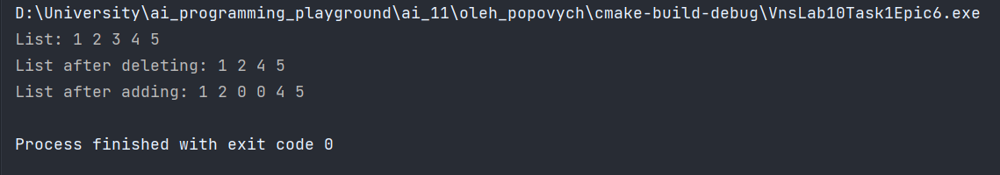 D:\University\ai_programming_playground\ai_11\oleh_popovych\cmake-build-debug\VnsLab10Task1Epic6.exe
List: 1 2 3 4 5
List after deleting: 1 2 4 5
List after adding: 1 2 0 0 4 5
Process finished with exit code 0